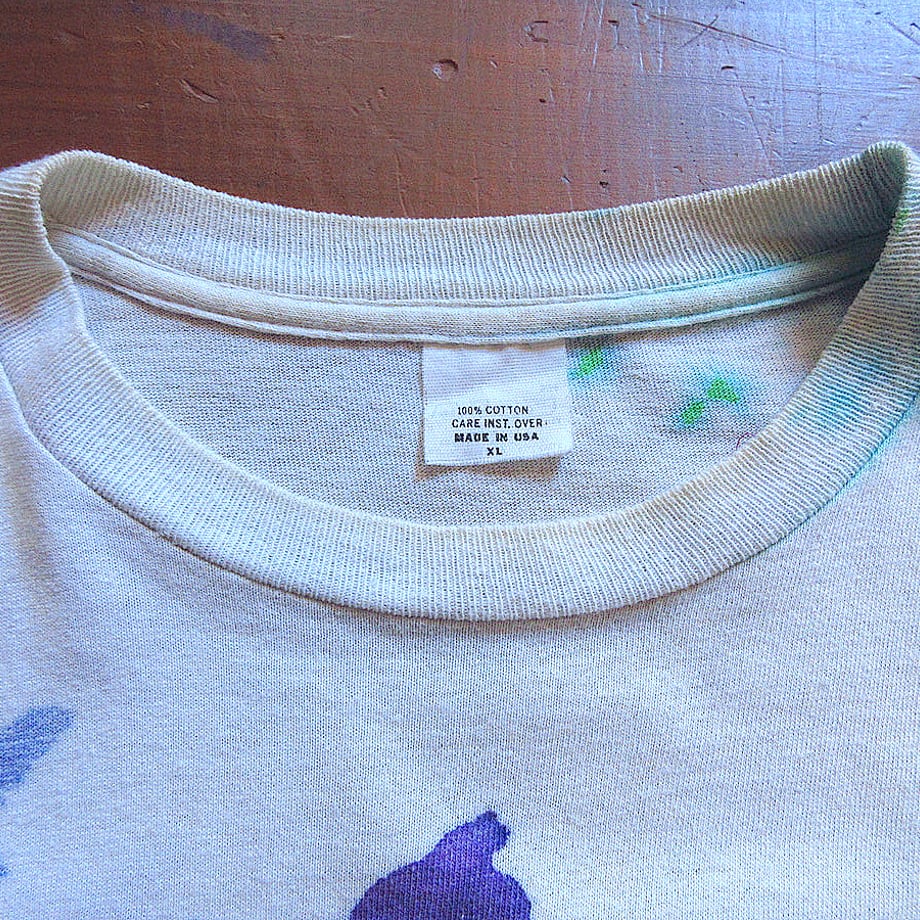 100% COTTON
CARE INST. OVER
MADE IN USA
XL